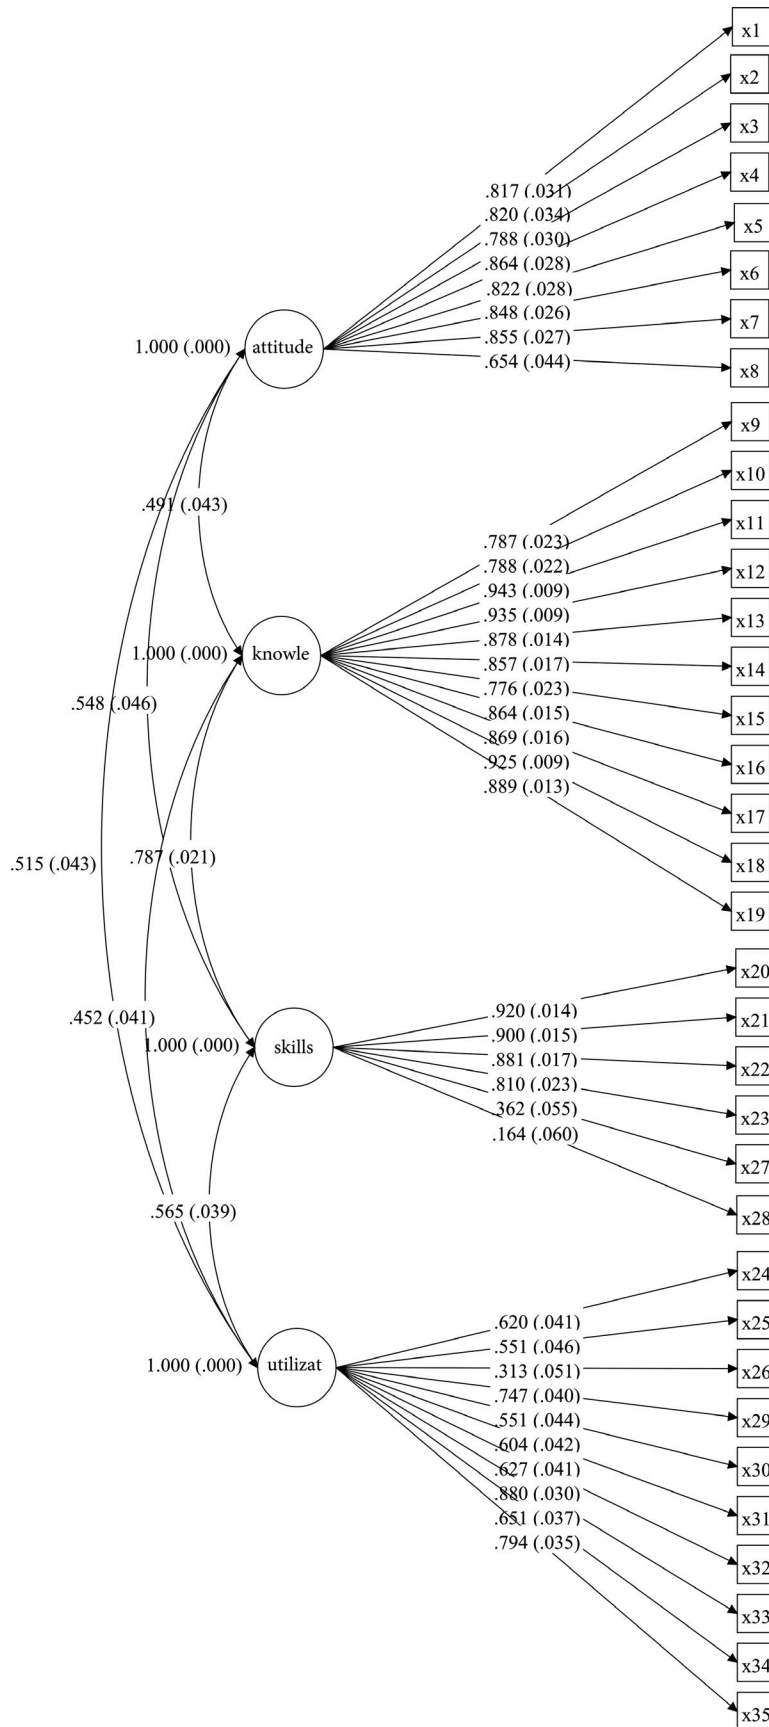 x1
x2
x3
x4
.817 (.031)
.820 (.034)
x5
.788 (.030)
.864 (.028)
x6
.822 (.028)
.848 (.026)
x7
.855 (.027)
1.000 (.000) attitude
.654 (.044)
x8
x9
x10
.491 (.043)
x11
.787 (.023)
.788 (.022)
x12
.943 (.009)
.935 (.009)
x13
.878 (.014)
1.000 (.000) knowle
.857 (.017)
x14
.776 (.023)
.548 (.046)
.864 (.015)
x15
.869 (.016)
.925 (.009)
x16
.889 (.013)
x17
.515 (.043)
.787 (.021)
x18
x19
x20
.920 (.014)
.452 (.041)
x21
.900 (.015)
1.000 (.000) skills
.881 (.017)
x22
.810 (.023)
.362 (.055)
x23
.164 (.060)
x27
.565 (.039)
x28
x24
.620 (.041)
x25
.551 (.046)
1.000 (.000) utilizat
.313 (.051)
x26
.747 (.040)
.551 (.044)
x29
.604 (.042)
.627 (.041)
x30
.880 (.030)
.651 (.037)
x31
.794 (.035)
x32
x33
x34
x35